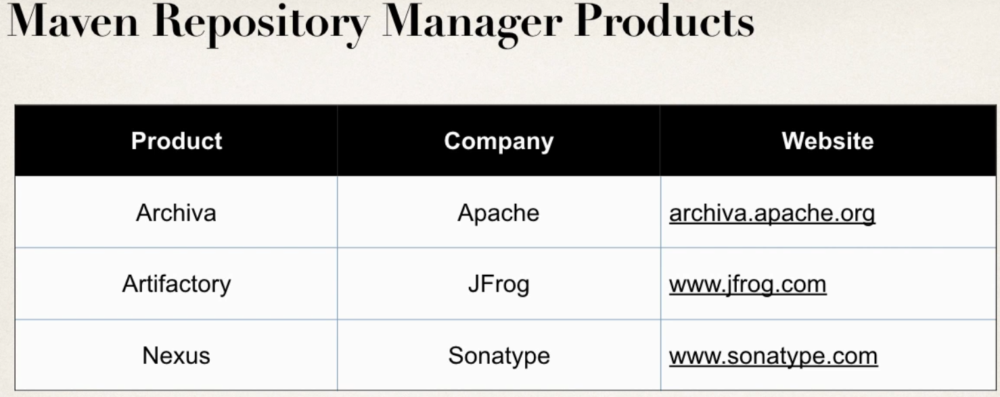 Maven Repository Manager Products
Product Company Website
Archiva Apache archiva.apache.org
Artifactory JFrog www.jfrog.com
Nexus Sonatype www.sonatype.com